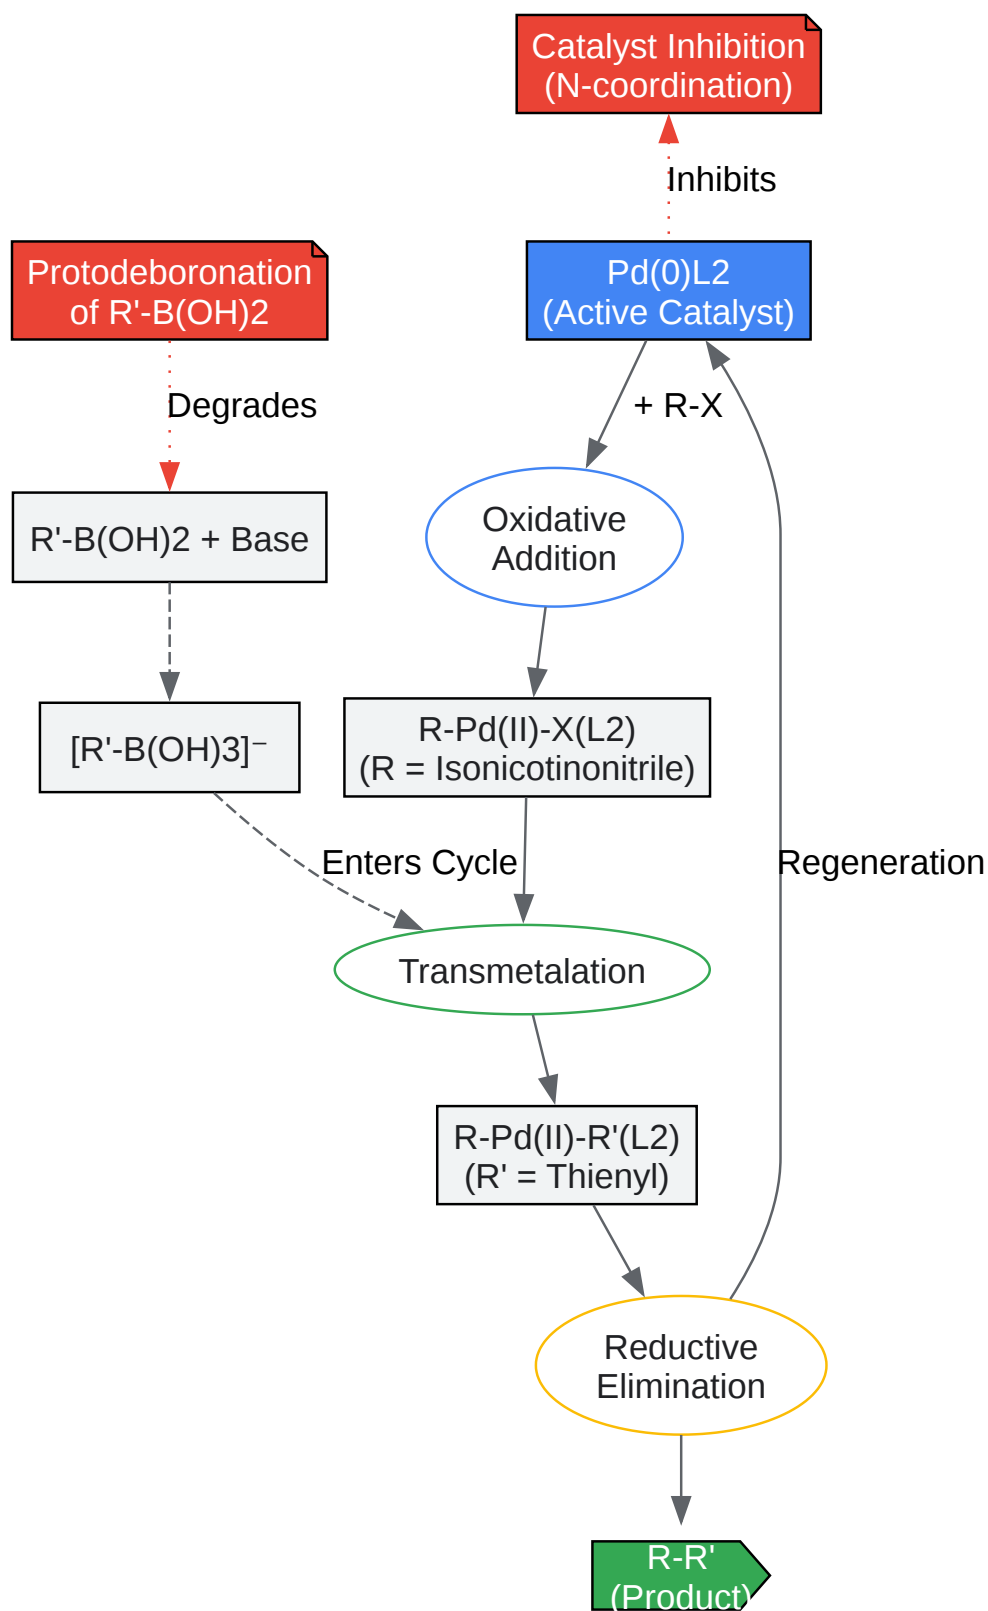 Catalyst Inhibition
(N-coordination)
Inhibits
Protodeboronation
of R'-B(OH)2
Pd(0)L2
(Active Catalyst)
Degrades
+ R-X
R'-B(OH)2 + Base
Oxidative
Addition
[R'-B(OH)3]⁻
R-Pd(II)-X(L2)
(R = Isonicotinonitrile)
Enters Cycle
Regeneration
Transmetalation
R-Pd(II)-R'(L2)
(R' = Thienyl)
Reductive
Elimination
R-R'
(Product)